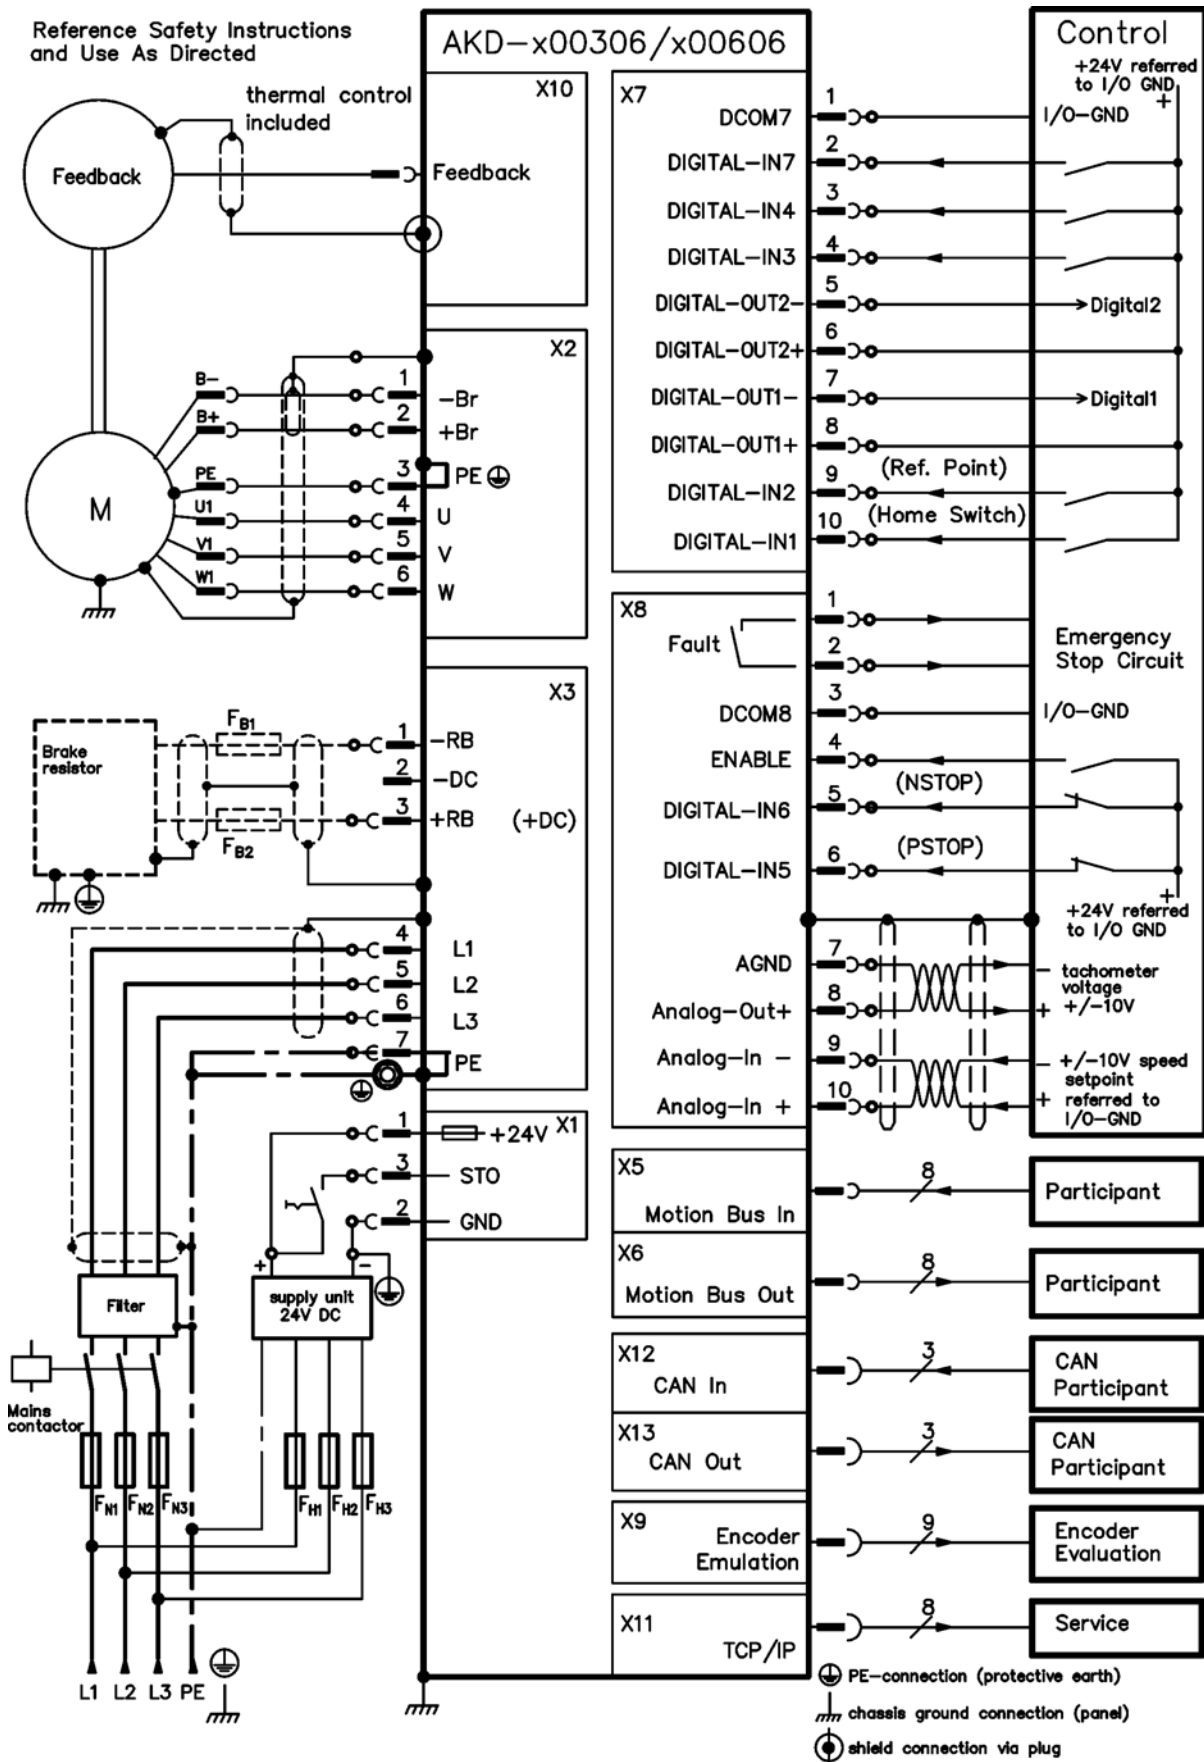 Reference Safety Instructions
and Use As Directed
AKD-x00306/x00606
Control
+24V referred
to I/O GND
+
thermal control
included
Feedback
X10
Feedback
X7
DCOM7
1
I/O-GND
DIGITAL-IN7
2
DIGITAL-IN4
3
DIGITAL-IN3
4
DIGITAL-OUT2-
5
Digital2
DIGITAL-OUT2+
6
DIGITAL-OUT1-
7
Digital1
DIGITAL-OUT1+
8
(Ref. Point)
DIGITAL-IN2
9
(Home Switch)
DIGITAL-IN1
10
X2
B-
1
-Br
B+
2
+Br
PE
3
PE
M
U1
4
U
V1
5
V
W1
6
W
X8
Fault
1
2
Emergency
Stop Circuit
DCOM8
3
I/O-GND
ENABLE
4
(NSTOP)
DIGITAL-IN6
5
(PSTOP)
DIGITAL-IN5
6
+
+24V referred
to I/O GND
AGND
7
- tachometer
voltage
Analog-Out+
8
+ +/-10V
Analog-In -
9
- +/-10V speed
setpoint
Analog-In +
10
+ referred to
I/O-GND
X3
Brake
resistor
FB1
1
-RB
2
-DC
FB2
3
+RB
(+DC)
4
L1
5
L2
6
L3
7
PE
X1
1
+24V
3
STO
2
GND
+
-
Filter
supply unit
24V DC
Mains
contactor
FN1
FN2
FN3
FH1
FH2
FH3
L1
L2
L3
PE
X5
Motion Bus In
8
Participant
X6
Motion Bus Out
8
Participant
X12
CAN In
3
CAN
Participant
X13
CAN Out
3
CAN
Participant
X9
Encoder
Emulation
9
Encoder
Evaluation
X11
TCP/IP
8
Service
PE-connection (protective earth)
chassis ground connection (panel)
shield connection via plug